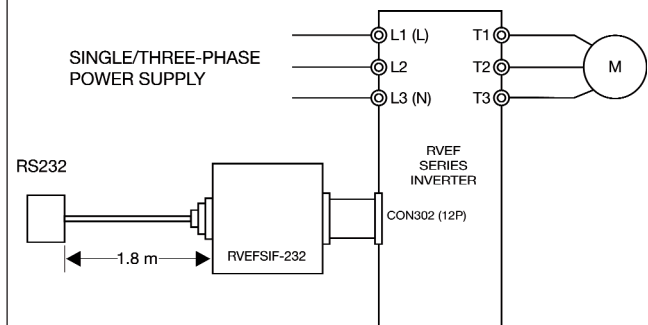 SINGLE/THREE-PHASE
POWER SUPPLY
L1 (L)
L2
L3 (N)
T1
T2
T3
M
RVEF
SERIES
INVERTER
RS232
1.8 m
RVEFSIF-232
CON302 (12P)